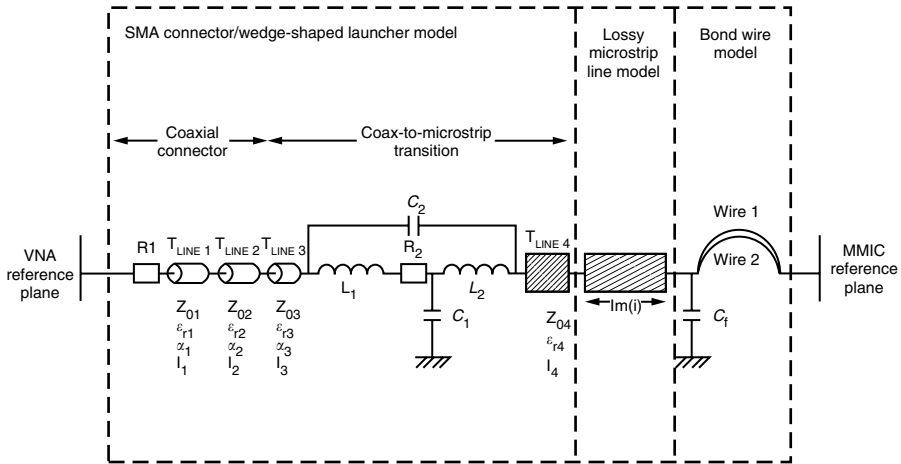 SMA connector/wedge-shaped launcher model
Lossy
microstrip
line model
Bond wire
model
Coaxial
connector
Coax-to-microstrip
transition
C2
Wire 1
Wire 2
VNA
reference
plane
R1
TLINE 1
TLINE 2
TLINE 3
R2
TLINE 4
MMIC
reference
plane
L1
L2
lm(i)
Z01
εr1
α1
l1
Z02
εr2
α2
l2
Z03
εr3
α3
l3
C1
Z04
εr4
l4
Cf